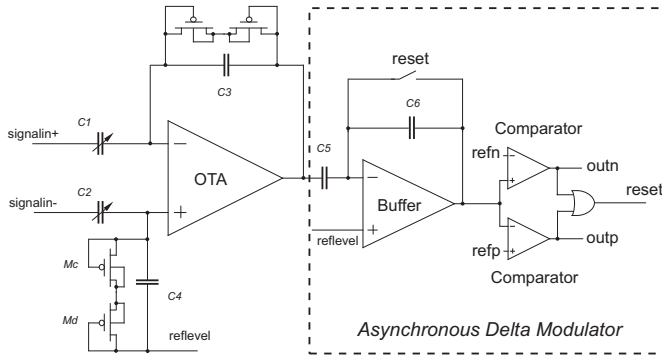 reset
C3
C6
C1
Comparator
signalin+
C5
refn
outn
OTA
C2
reset
signalin-
Buffer
reflevel
refp
outp
Mc
C4
Comparator
Md
reflevel
Asynchronous Delta Modulator